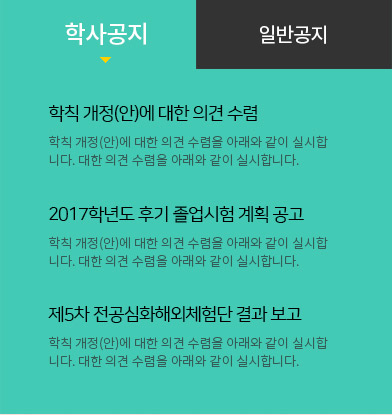 학사공지
일반공지
학칙 개정(안)에 대한 의견 수렴
학칙 개정(안)에 대한 의견 수렴을 아래와 같이 실시합
니다. 대한 의견 수렴을 아래와 같이 실시합니다.
2017학년도 후기 졸업시험 계획 공고
학칙 개정(안)에 대한 의견 수렴을 아래와 같이 실시합
니다. 대한 의견 수렴을 아래와 같이 실시합니다.
제5차 전공심화해외체험단 결과 보고
학칙 개정(안)에 대한 의견 수렴을 아래와 같이 실시합
니다. 대한 의견 수렴을 아래와 같이 실시합니다.